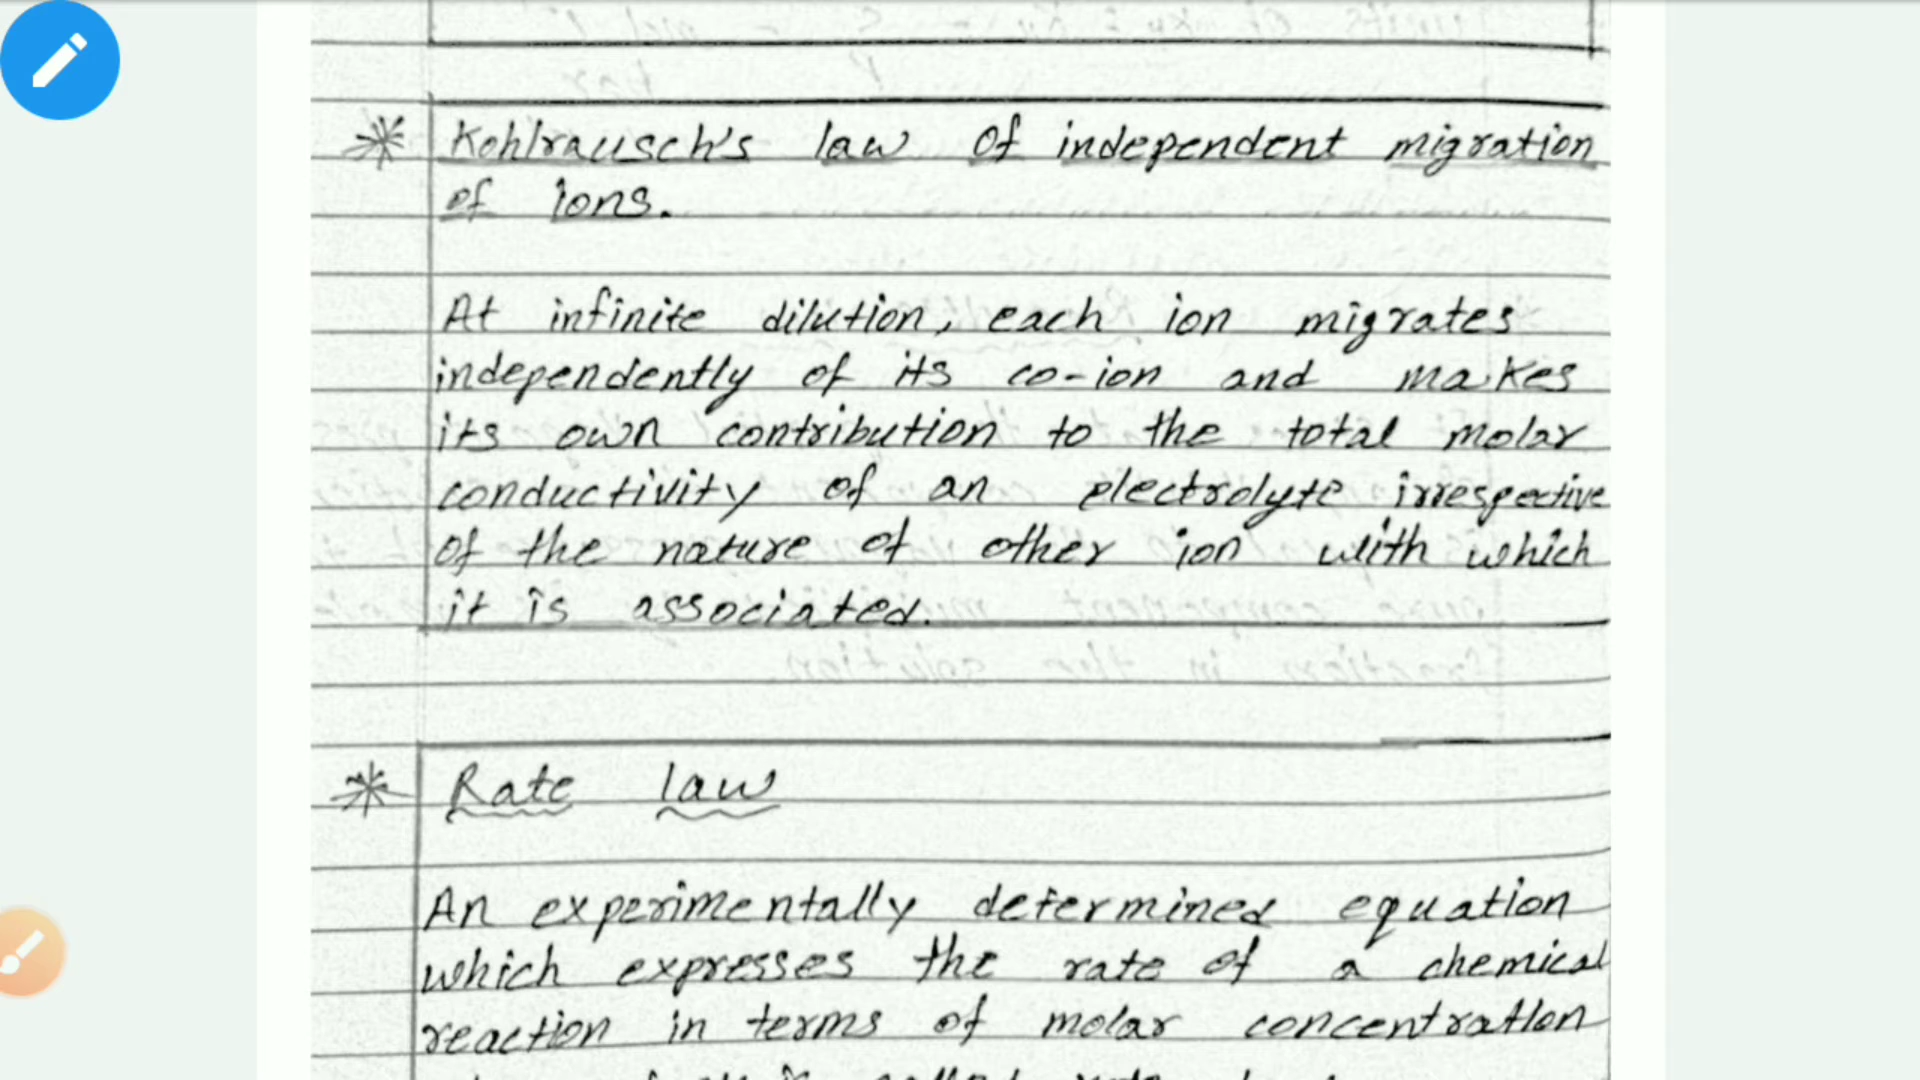 Kohlrausch's law of independent migration
of ions.
At infinite dilution, each ion migrates
independently of its co-ion and makes
its own contribution to the total molar
conductivity of an electrolyte irrespective
of the nature of other ion with which
it is associated.
Rate law
An experimentally determined equation
which expresses the rate of a chemical
reaction in terms of molar concentration